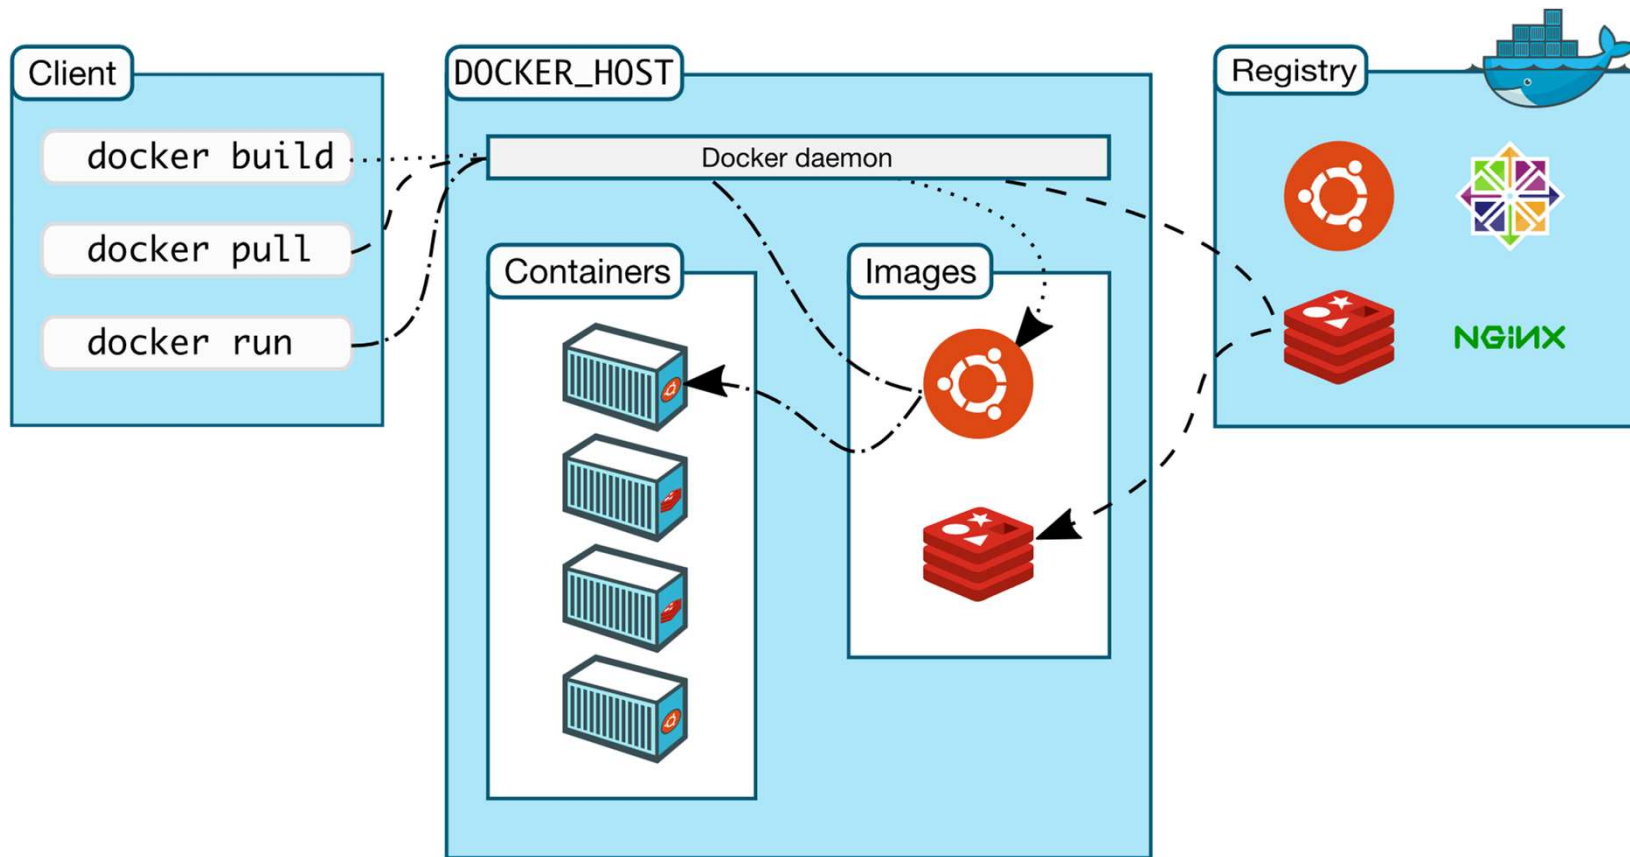 Client
docker build
docker pull
docker run
DOCKER_HOST
Docker daemon
Containers
Images
Registry
NGiNX